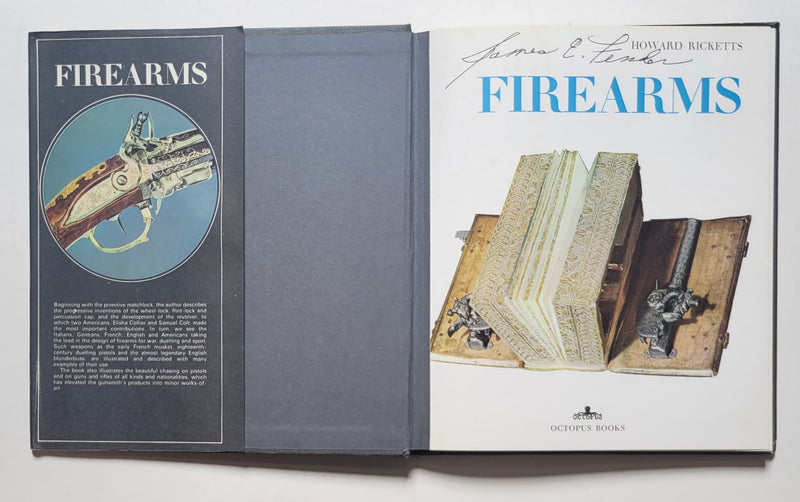 FIREARMS
Beginning with the primitive matchlock, the author describes
the progressive inventions of the wheel-lock, flint-lock and
percussion cap, and the development of the revolver, to
which two Americans, Elisha Collier and Samuel Colt, made
the most important contributions. In turn, we see the
Italians, Germans, French, English and Americans taking
the lead in the design of firearms for war, duelling and sport.
Such weapons as the early French musket, eighteenth-
century duelling pistols and the almost legendary English
blunderbuss, are illustrated and described with many
examples of their use.
The book also illustrates the beautiful chasing on pistols
and on guns and rifles of all kinds and nationalities, which
has elevated the gunsmith's products into minor works-of-
art.
James E. Fender
HOWARD RICKETTS
FIREARMS
OCTOPUS
OCTOPUS BOOKS